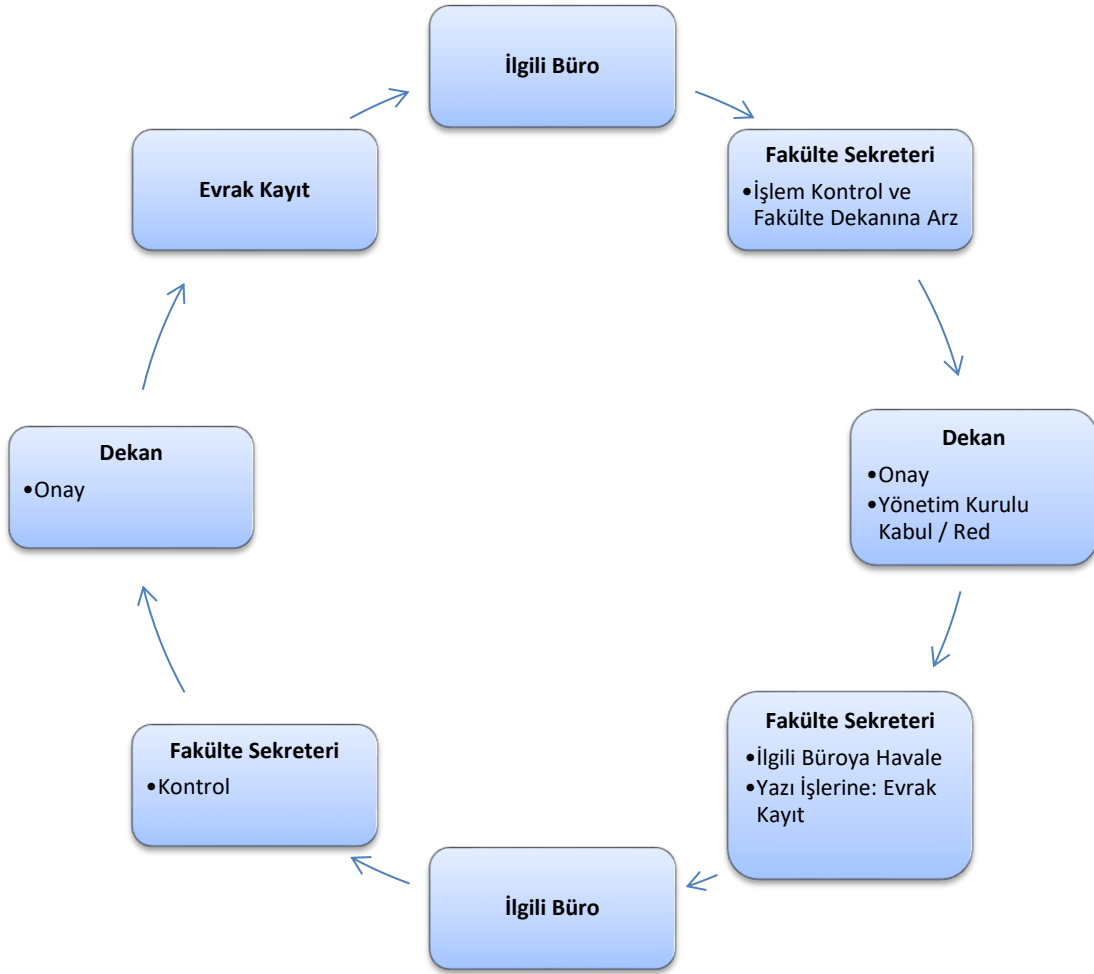 İlgili Büro
Fakülte Sekreteri
•İşlem Kontrol ve
Fakülte Dekanına Arz
Dekan
•Onay
•Yönetim Kurulu
Kabul / Red
Fakülte Sekreteri
•İlgili Büroya Havale
•Yazı İşlerine: Evrak
Kayıt
İlgili Büro
Fakülte Sekreteri
•Kontrol
Dekan
•Onay
Evrak Kayıt